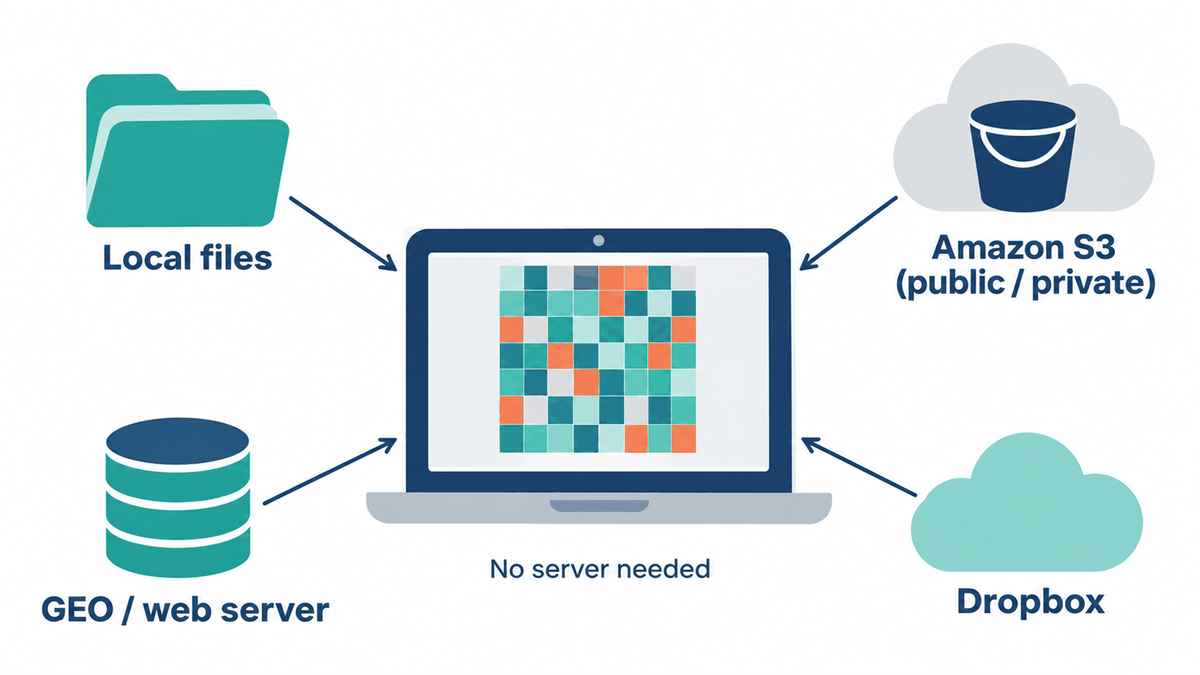 Local files
Amazon S3
(public / private)
No server needed
GEO / web server
Dropbox